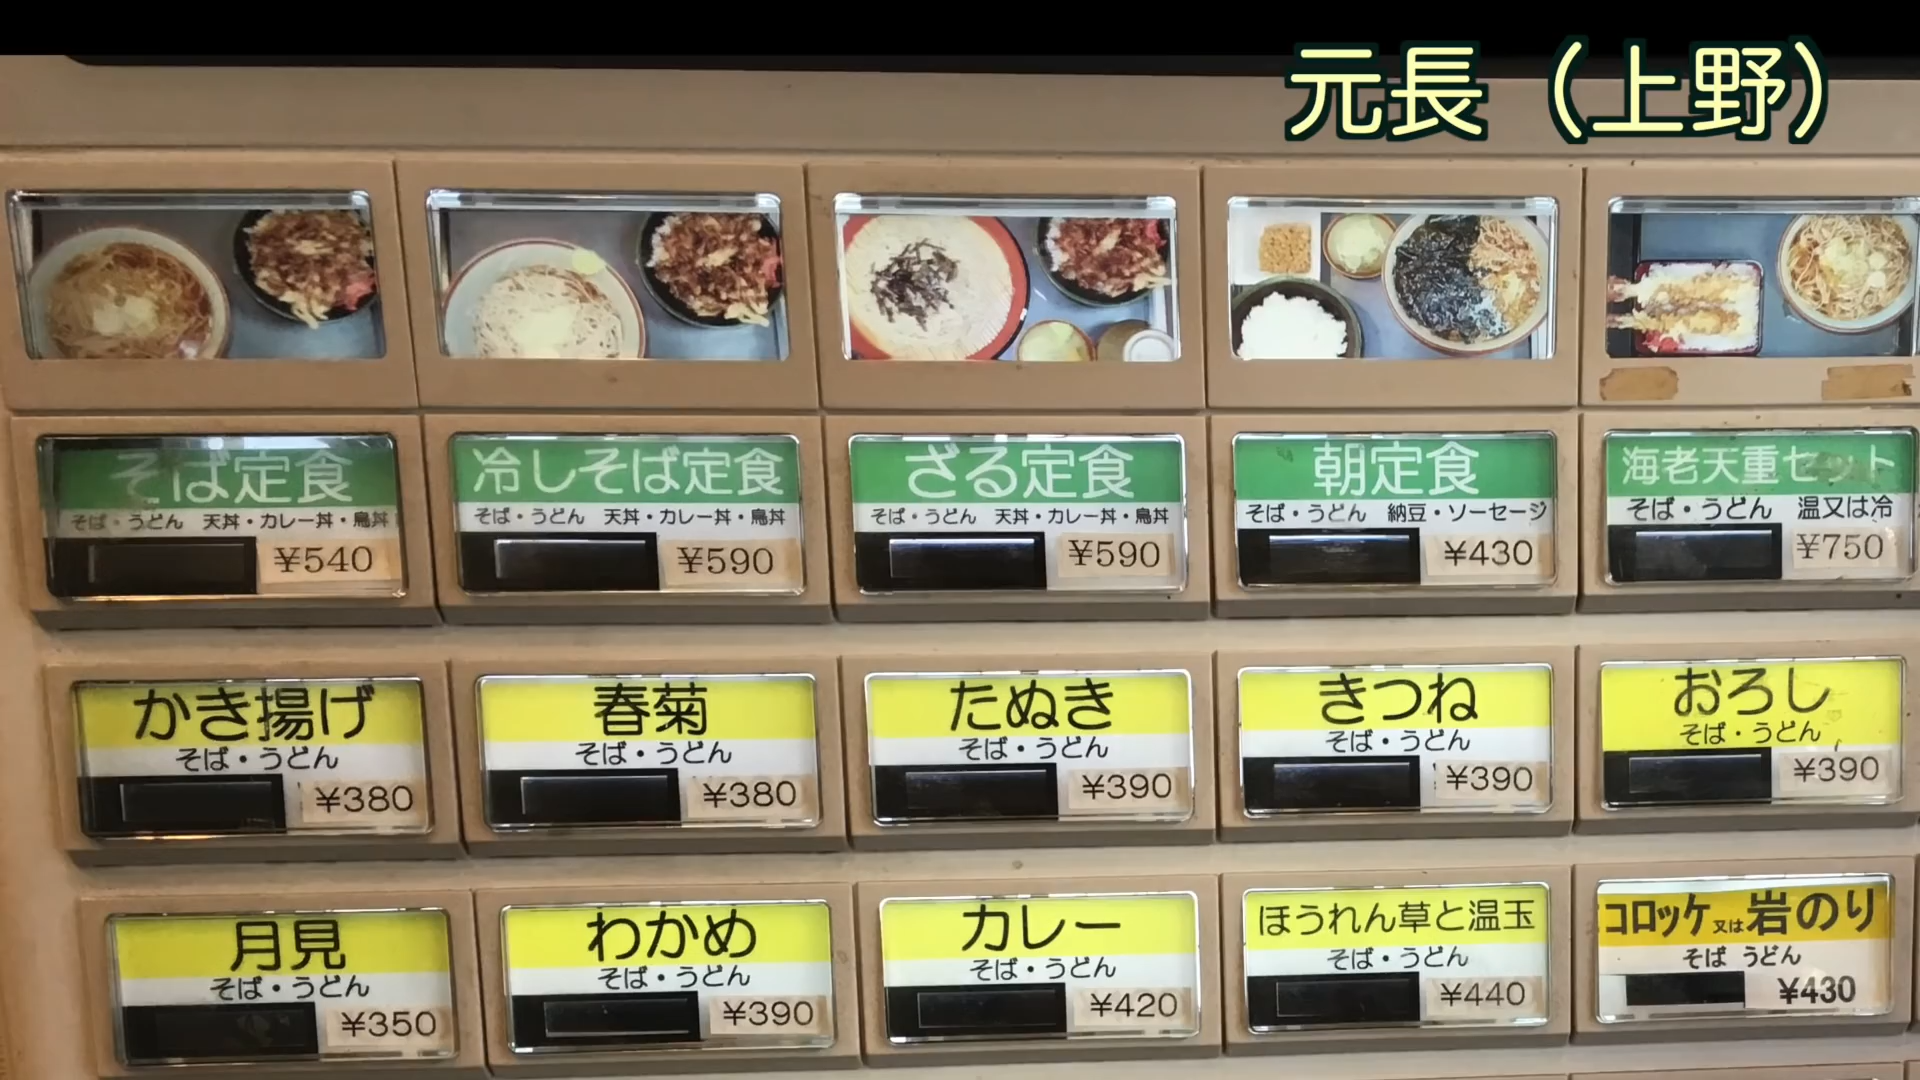 元長（上野）
そば定食
そば・うどん 天丼・カレー丼・鳥丼
¥540
冷しそば定食
そば・うどん 天丼・カレー丼・鳥丼
¥590
ざる定食
そば・うどん 天丼・カレー丼・鳥丼
¥590
朝定食
そば・うどん 納豆・ソーセージ
¥430
海老天重セット
そば・うどん 温又は冷
¥750
かき揚げ
そば・うどん
¥380
春菊
そば・うどん
¥380
たぬき
そば・うどん
¥390
きつね
そば・うどん
¥390
おろし
そば・うどん
¥390
月見
そば・うどん
¥350
わかめ
そば・うどん
¥390
カレー
そば・うどん
¥420
ほうれん草と温玉
そば・うどん
¥440
コロッケ又は岩のり
そば うどん
¥430